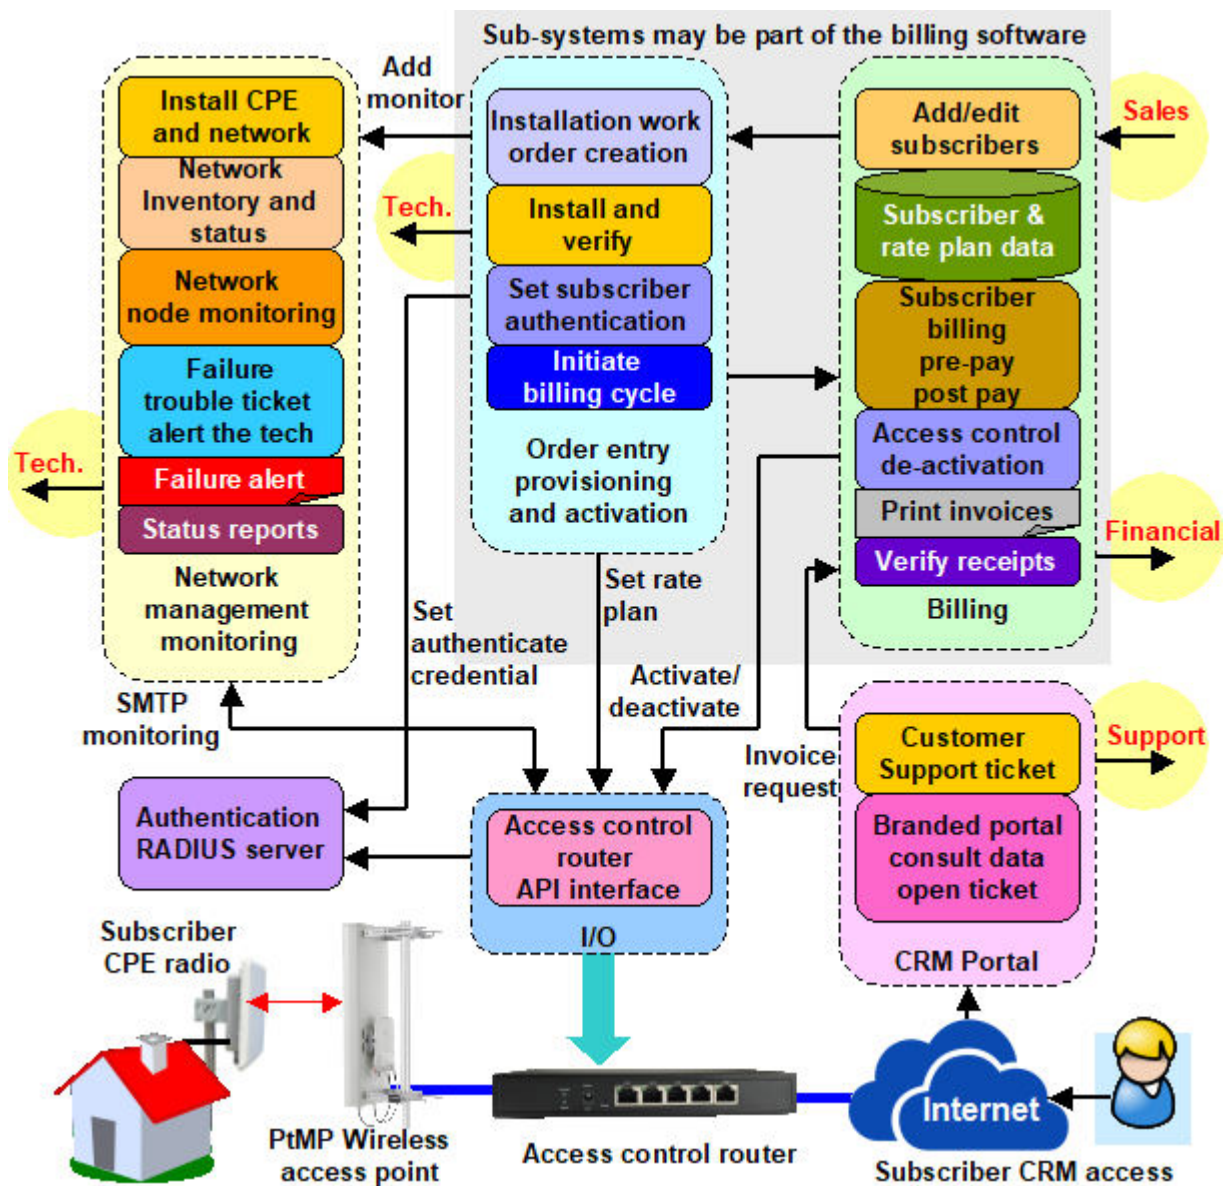 Sub-systems may be part of the billing software
Add
monitor
Install CPE
and network
Network
Inventory and
status
Network
node monitoring
Failure
trouble ticket
alert the tech
Failure alert
Status reports
Network
management
monitoring
Tech.
Installation work
order creation
Install and
verify
Set subscriber
authentication
Initiate
billing cycle
Order entry
provisioning
and activation
Tech.
Add/edit
subscribers
Subscriber &
rate plan data
Subscriber
billing
pre-pay
post pay
Access control
de-activation
Print invoices
Verify receipts
Billing
Sales
Financial
Set
authenticate
credential
Set rate
plan
Activate/
deactivate
SMTP
monitoring
Invoice
request
Customer
Support ticket
Branded portal
consult data
open ticket
CRM Portal
Support
Authentication
RADIUS server
Access control
router
API interface
I/O
Subscriber
CPE radio
PtMP Wireless
access point
Access control router
Internet
Subscriber CRM access